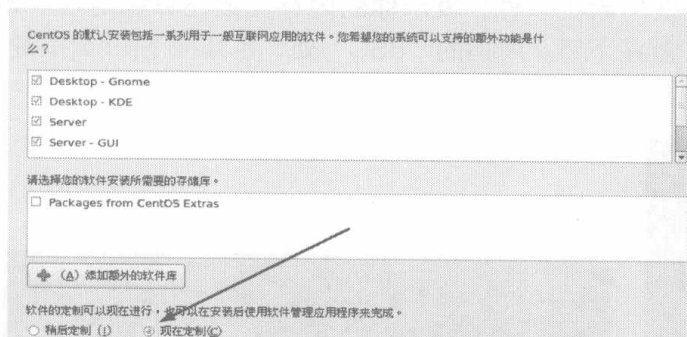 CentOS 的默认安装包括一系列用于一般互联网应用的软件。您希望您的系统可以支持的额外功能是什
么？
Desktop - Gnome
Desktop - KDE
Server
Server - GUI
请选择您的软件安装所需要的存储库。
Packages from CentOS Extras
(A) 添加额外的软件库
软件的定制可以现在进行，也可以在安装后使用软件管理应用程序来完成。
稍后定制 (l) 现在定制(C)